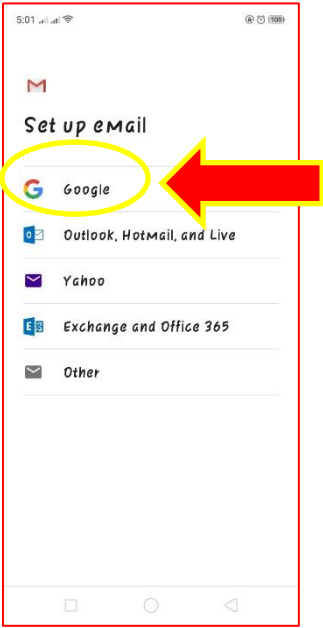 5:01
100
Set up email
Google
Outlook, Hotmail, and Live
Yahoo
Exchange and Office 365
Other